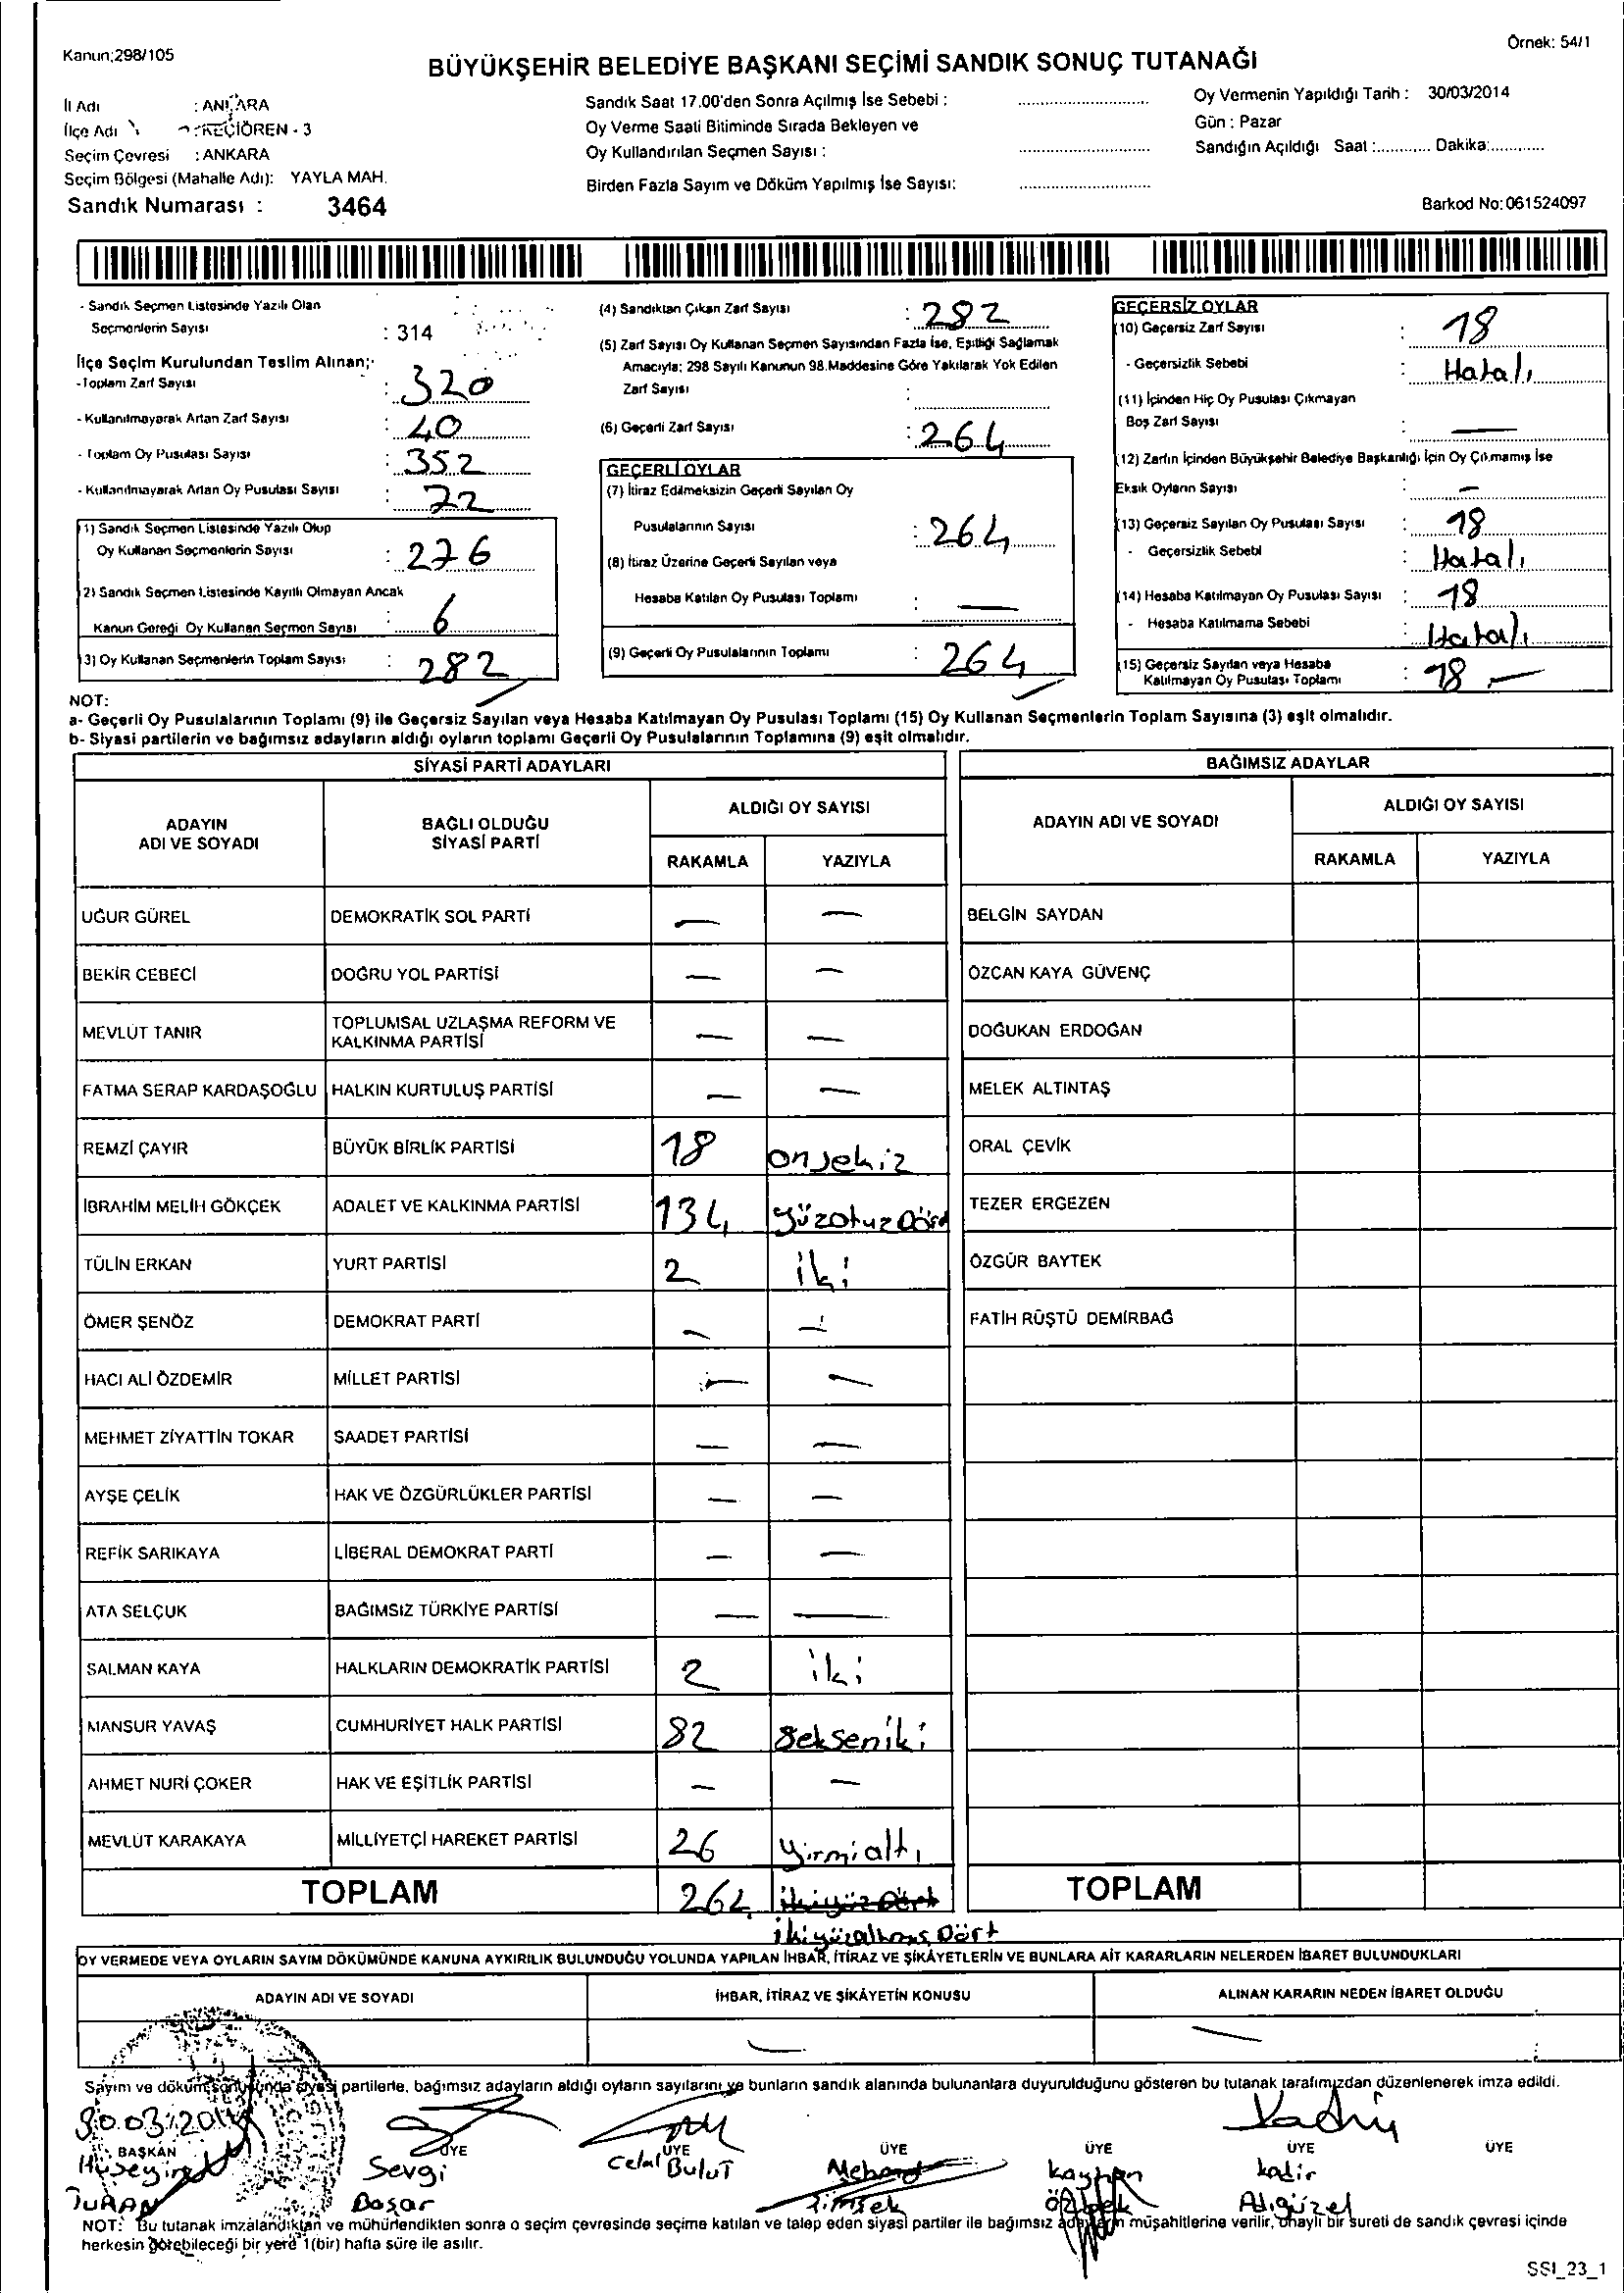 Kanun;298/105
Örnek: 54/1
BÜYÜKŞEHİR BELEDİYE BAŞKANI SEÇİMİ SANDIK SONUÇ TUTANAĞI
İl Adı : ANKARA
İlçe Adı : KEÇİÖREN - 3
Seçim Çevresi : ANKARA
Seçim Bölgesi (Mahalle Adı): YAYLA MAH.
Sandık Numarası : 3464
Sandık Saat 17.00'den Sonra Açılmış İse Sebebi :
Oy Verme Saati Bitiminde Sırada Bekleyen ve
Oy Kullandırılan Seçmen Sayısı :
Birden Fazla Sayım ve Döküm Yapılmış İse Sayısı:
Oy Vermenin Yapıldığı Tarih : 30/03/2014
Gün : Pazar
Sandığın Açıldığı Saat :............ Dakika:............
Barkod No: 061524097
- Sandık Seçmen Listesinde Yazılı Olan
Seçmenlerin Sayısı : 314
İlçe Seçim Kurulundan Teslim Alınan;
- Toplam Zarf Sayısı : 320
- Kullanılmayarak Artan Zarf Sayısı : 40
- Toplam Oy Pusulası Sayısı : 352
- Kullanılmayarak Artan Oy Pusulası Sayısı : 72
(1) Sandık Seçmen Listesinde Yazılı Olup
Oy Kullanan Seçmenlerin Sayısı : 276
(2) Sandık Seçmen Listesinde Kayıtlı Olmayan Ancak
Kanun Gereği Oy Kullanan Seçmen Sayısı : 6
(3) Oy Kullanan Seçmenlerin Toplam Sayısı : 282
(4) Sandıktan Çıkan Zarf Sayısı : 282
(5) Zarf Sayısı Oy Kullanan Seçmen Sayısından Fazla İse, Eşitliği Sağlamak
Amacıyla; 298 Sayılı Kanunun 98.Maddesine Göre Yakılarak Yok Edilen
Zarf Sayısı :
(6) Geçerli Zarf Sayısı : 264
GEÇERLİ OYLAR
(7) İtiraz Edilmeksizin Geçerli Sayılan Oy
Pusulalarının Sayısı : 264
(8) İtiraz Üzerine Geçerli Sayılan veya
Hesaba Katılan Oy Pusulası Toplamı : —
(9) Geçerli Oy Pusulalarının Toplamı : 264
GEÇERSİZ OYLAR
(10) Geçersiz Zarf Sayısı : 18
- Geçersizlik Sebebi : Hatalı
(11) İçinden Hiç Oy Pusulası Çıkmayan
Boş Zarf Sayısı : —
(12) Zarfın İçinden Büyükşehir Belediye Başkanlığı İçin Oy Çıkmamış İse
Eksik Oyların Sayısı : —
(13) Geçersiz Sayılan Oy Pusulası Sayısı : 18
- Geçersizlik Sebebi : Hatalı
(14) Hesaba Katılmayan Oy Pusulası Sayısı : 18
- Hesaba Katılmama Sebebi : Hatalı
(15) Geçersiz Sayılan veya Hesaba
Katılmayan Oy Pusulası Toplamı : 18
NOT:
a- Geçerli Oy Pusulalarının Toplamı (9) ile Geçersiz Sayılan veya Hesaba Katılmayan Oy Pusulası Toplamı (15) Oy Kullanan Seçmenlerin Toplam Sayısına (3) eşit olmalıdır.
b- Siyasi partilerin ve bağımsız adayların aldığı oyların toplamı Geçerli Oy Pusulalarının Toplamına (9) eşit olmalıdır.
SİYASİ PARTİ ADAYLARI
ADAYIN ADI VE SOYADI
BAĞLI OLDUĞU SİYASİ PARTİ
ALDIĞI OY SAYISI
RAKAMLA YAZIYLA
UĞUR GÜREL DEMOKRATİK SOL PARTİ — —
BEKİR CEBECİ DOĞRU YOL PARTİSİ — —
MEVLÜT TANIR TOPLUMSAL UZLAŞMA REFORM VE KALKINMA PARTİSİ — —
FATMA SERAP KARDAŞOĞLU HALKIN KURTULUŞ PARTİSİ — —
REMZİ ÇAYIR BÜYÜK BİRLİK PARTİSİ 18 onsekiz
İBRAHİM MELİH GÖKÇEK ADALET VE KALKINMA PARTİSİ 134 yüzotuzDört
TÜLİN ERKAN YURT PARTİSİ 2 iki
ÖMER ŞENÖZ DEMOKRAT PARTİ — —
HACI ALİ ÖZDEMİR MİLLET PARTİSİ — —
MEHMET ZİYATTİN TOKAR SAADET PARTİSİ — —
AYŞE ÇELİK HAK VE ÖZGÜRLÜKLER PARTİSİ — —
REFİK SARIKAYA LİBERAL DEMOKRAT PARTİ — —
ATA SELÇUK BAĞIMSIZ TÜRKİYE PARTİSİ — —
SALMAN KAYA HALKLARIN DEMOKRATİK PARTİSİ 2 iki
MANSUR YAVAŞ CUMHURİYET HALK PARTİSİ 82 Sekseniki
AHMET NURİ ÇOKER HAK VE EŞİTLİK PARTİSİ — —
MEVLÜT KARAKAYA MİLLİYETÇİ HAREKET PARTİSİ 26 yirmialtı
TOPLAM 264 ikiyüzDört
ikiyüzaltmış Dört
BAĞIMSIZ ADAYLAR
ADAYIN ADI VE SOYADI
ALDIĞI OY SAYISI
RAKAMLA YAZIYLA
BELGİN SAYDAN
ÖZCAN KAYA GÜVENÇ
DOĞUKAN ERDOĞAN
MELEK ALTINTAŞ
ORAL ÇEVİK
TEZER ERGEZEN
ÖZGÜR BAYTEK
FATİH RÜŞTÜ DEMİRBAĞ
TOPLAM
OY VERMEDE VEYA OYLARIN SAYIM DÖKÜMÜNDE KANUNA AYKIRILIK BULUNDUĞU YOLUNDA YAPILAN İHBAR, İTİRAZ VE ŞİKÂYETLERİN VE BUNLARA AİT KARARLARIN NELERDEN İBARET BULUNDUKLARI
ADAYIN ADI VE SOYADI
İHBAR, İTİRAZ VE ŞİKÂYETİN KONUSU
ALINAN KARARIN NEDEN İBARET OLDUĞU
Sayım ve döküm sonucunda siyasi partilerle, bağımsız adayların aldığı oyların sayılarını ve bunların sandık alanında bulunanlara duyurulduğunu gösteren bu tutanak tarafımızdan düzenlenerek imza edildi.
30.03.2014
BAŞKAN ÜYE ÜYE ÜYE ÜYE ÜYE ÜYE
Hüseyin TURAN
Sevgi Başar
Celal Bulut
Mehmet Şimşek
Kayhan Özbek
Kadir Adıgüzel
NOT: Bu tutanak imzalandıktan ve mühürlendikten sonra o seçim çevresinde seçime katılan ve talep eden siyasi partiler ile bağımsız adayların müşahitlerine verilir, onaylı bir sureti de sandık çevresi içinde
herkesin görebileceği bir yere 1(bir) hafta süre ile asılır.
SSI_23_1